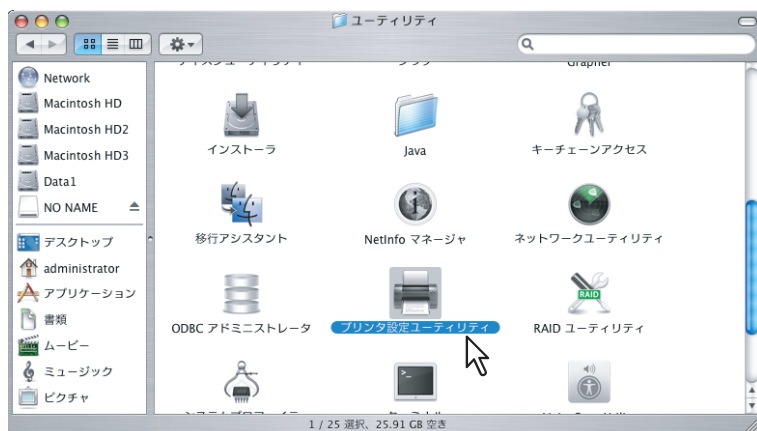 ユーティリティ
Network
Macintosh HD
Macintosh HD2
Macintosh HD3
Data1
NO NAME
デスクトップ
administrator
アプリケーション
書類
ムービー
ミュージック
ピクチャ
Grapher
インストーラ
Java
キーチェーンアクセス
移行アシスタント
NetInfo マネージャ
ネットワークユーティリティ
ODBC アドミニストレータ
プリンタ設定ユーティリティ
RAID
RAID ユーティリティ
>_
1 / 25 選択、25.91 GB 空き